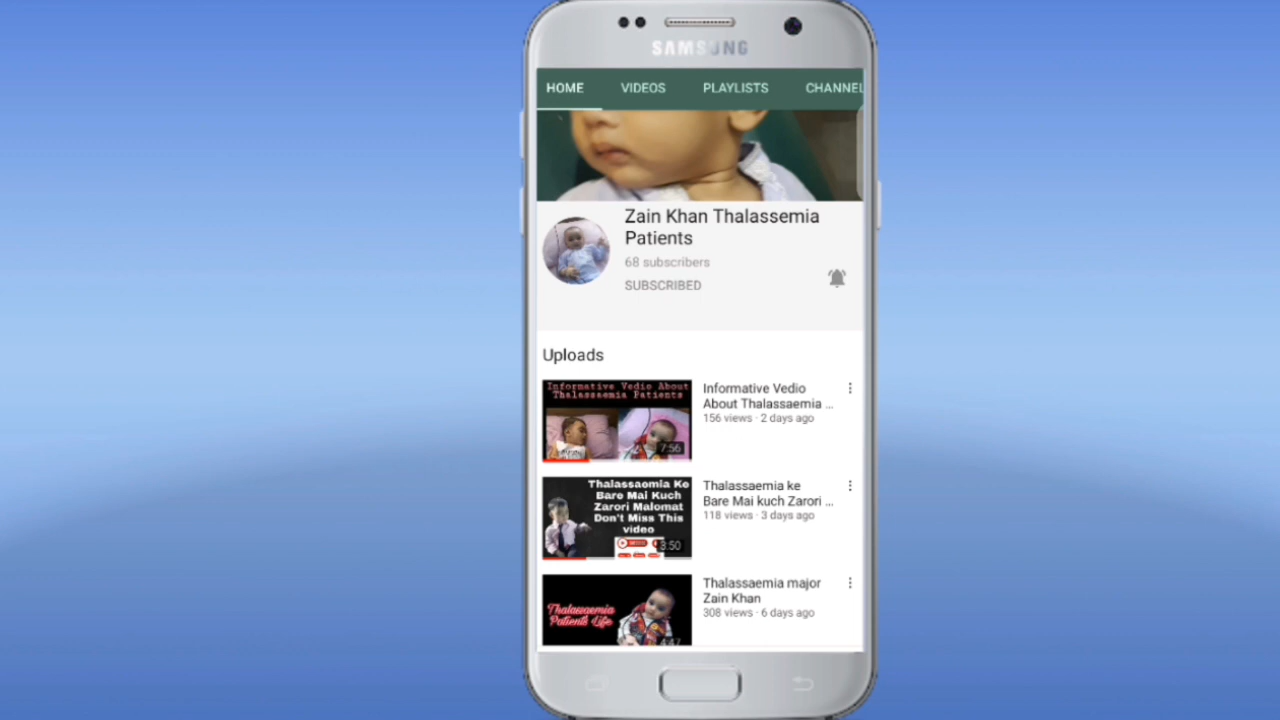 SAMSUNG
HOME VIDEOS PLAYLISTS CHANNEL
Zain Khan Thalassemia
Patients
68 subscribers
SUBSCRIBED
Uploads
Informative Vedio About
Thalassaemia Patients
7:56
Informative Vedio
About Thalassaemia ...
156 views · 2 days ago
Thalassaemia Ke
Bare Mai Kuch
Zarori Malomat
Don't Miss This
video
3:50
Thalassaemia ke
Bare Mai kuch Zarori ...
118 views · 3 days ago
Thalassaemia
Patients Life
4:47
Thalassaemia major
Zain Khan
308 views · 6 days ago